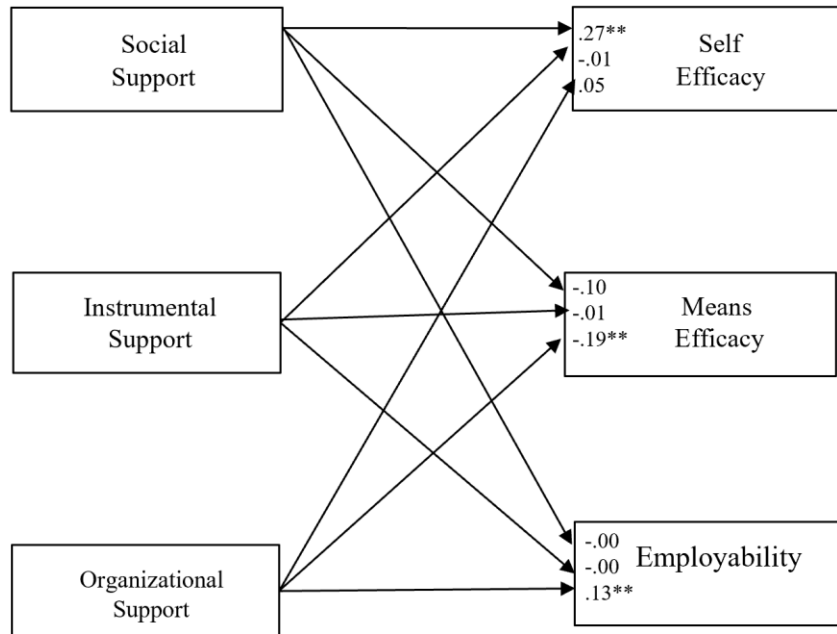 Social
Support
.27**
-.01
.05
Self
Efficacy
Instrumental
Support
-.10
-.01
-.19**
Means
Efficacy
Organizational
Support
-.00
-.00
.13**
Employability